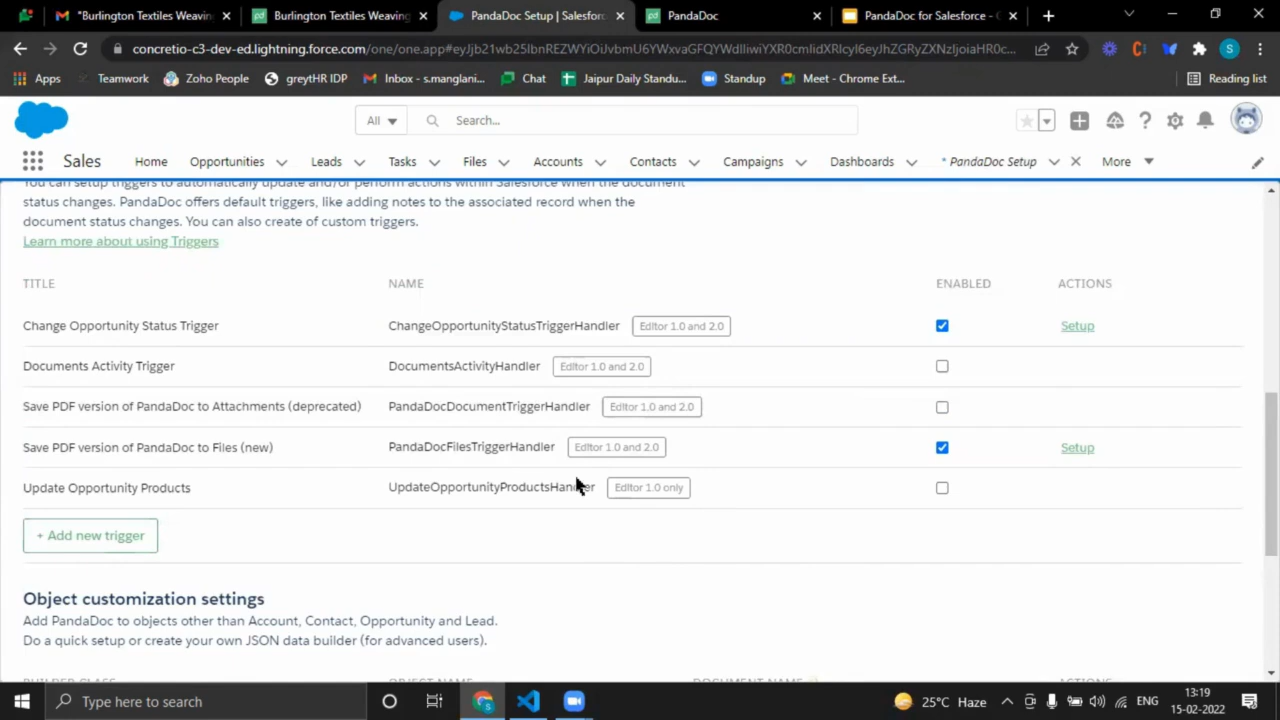 "Burlington Textiles Weavin
Burlington Textiles Weaving
PandaDoc Setup | Salesforc
PandaDoc
PandaDoc for Salesforce - C
concretio-c3-dev-ed.lightning.force.com
Apps
Teamwork
Zoho People
greytHR IDP
Inbox - s.manglani...
Chat
Jaipur Daily Standu...
Standup
Meet - Chrome Ext...
Reading list
All
Search...
Sales
Home
Opportunities
Leads
Tasks
Files
Accounts
Contacts
Campaigns
Dashboards
* PandaDoc Setup
More
You can setup triggers to automatically update and/or perform actions within Salesforce when the document
status changes. PandaDoc offers default triggers, like adding notes to the associated record when the
document status changes. You can also create of custom triggers.
Learn more about using Triggers
TITLE NAME ENABLED ACTIONS
Change Opportunity Status Trigger ChangeOpportunityStatusTriggerHandler Editor 1.0 and 2.0 Setup
Documents Activity Trigger DocumentsActivityHandler Editor 1.0 and 2.0
Save PDF version of PandaDoc to Attachments (deprecated) PandaDocDocumentTriggerHandler Editor 1.0 and 2.0
Save PDF version of PandaDoc to Files (new) PandaDocFilesTriggerHandler Editor 1.0 and 2.0 Setup
Update Opportunity Products UpdateOpportunityProductsHandler Editor 1.0 only
+ Add new trigger
Object customization settings
Add PandaDoc to objects other than Account, Contact, Opportunity and Lead.
Do a quick setup or create your own JSON data builder (for advanced users).
BUILDER CLASS OBJECT NAME DOCUMENT NAME ACTIONS
Type here to search
25°C Haze
ENG
13:19
15-02-2022